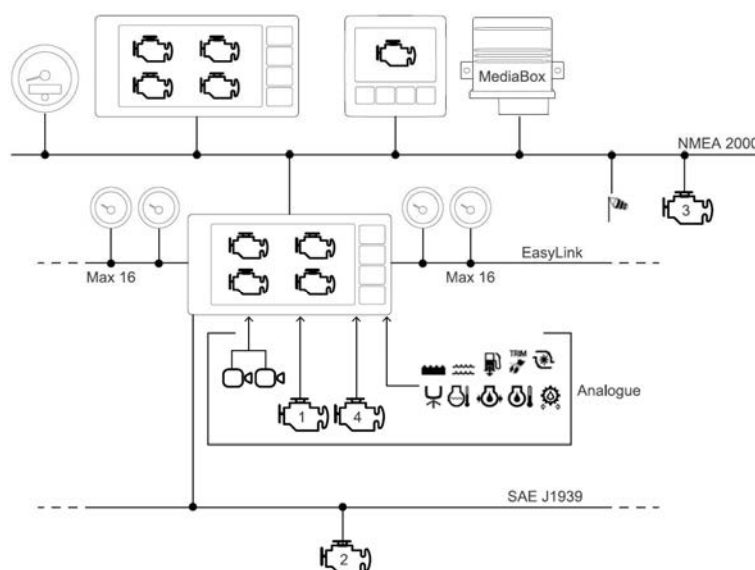 MediaBox
NMEA 2000
3
EasyLink
Max 16
Max 16
TRIM
Analogue
1
4
SAE J1939
2